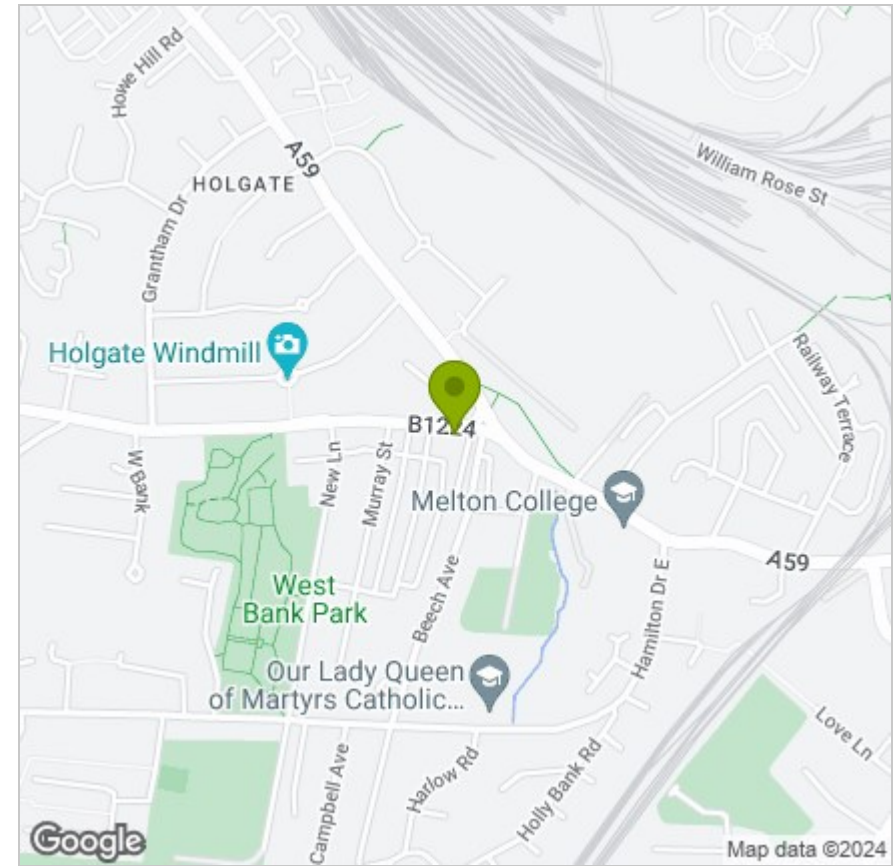 Howe Hill Rd
A59
William Rose St
HOLGATE
Grantham Dr
Holgate Windmill
Railway Terrace
B1224
W Bank
New Ln
Murray St
Melton College
A59
Beech Ave
West
Bank Park
Hamilton Dr E
Our Lady Queen
of Martyrs Catholic...
Love Ln
Harlow Rd
Holly Bank Rd
Campbell Ave
Google
Map data ©2024